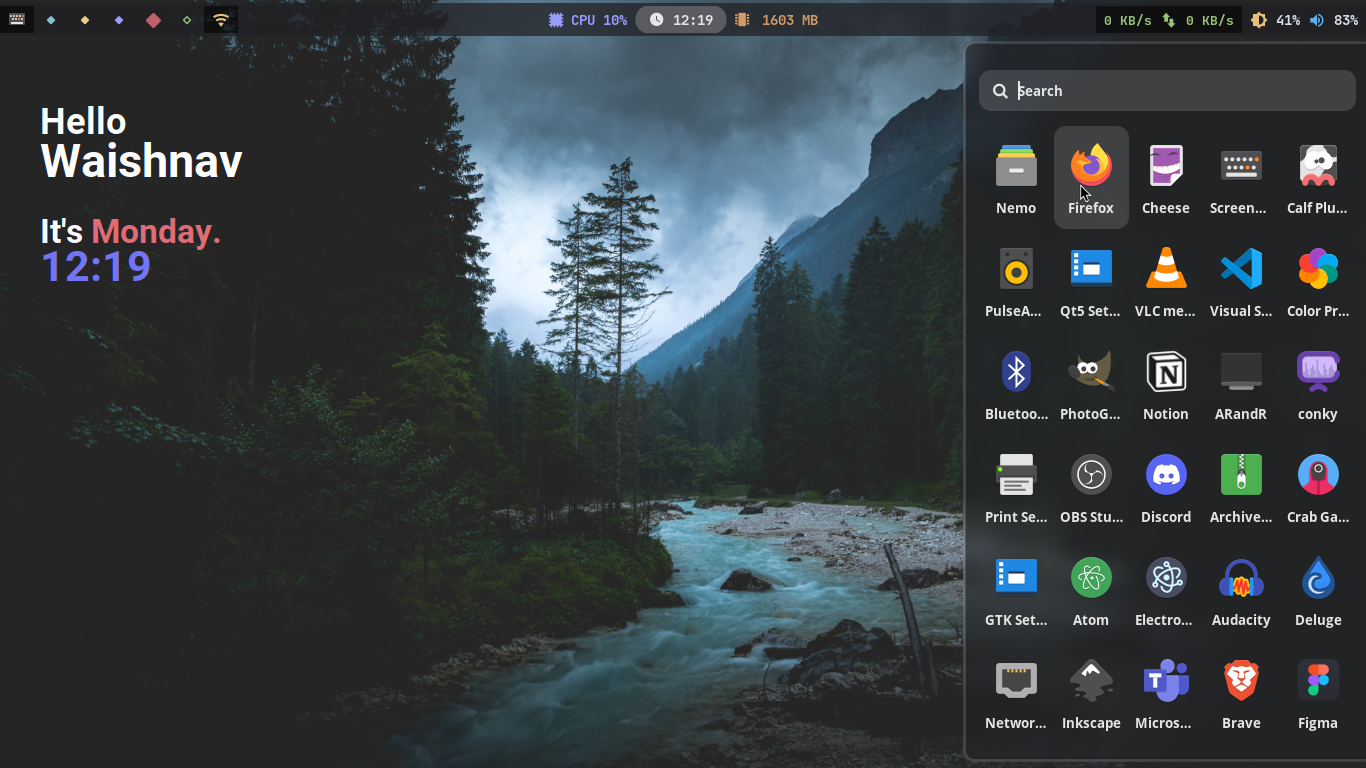 CPU 10% 12:19 1603 MB 0 KB/s 0 KB/s 41% 83%
Hello
Waishnav
It's Monday.
12:19
Search
Nemo Firefox Cheese Screen... Calf Plu...
PulseA... Qt5 Set... VLC me... Visual S... Color Pr...
Bluetoo... PhotoG... Notion ARandR conky
Print Se... OBS Stu... Discord Archive... Crab Ga...
GTK Set... Atom Electro... Audacity Deluge
Networ... Inkscape Micros... Brave Figma